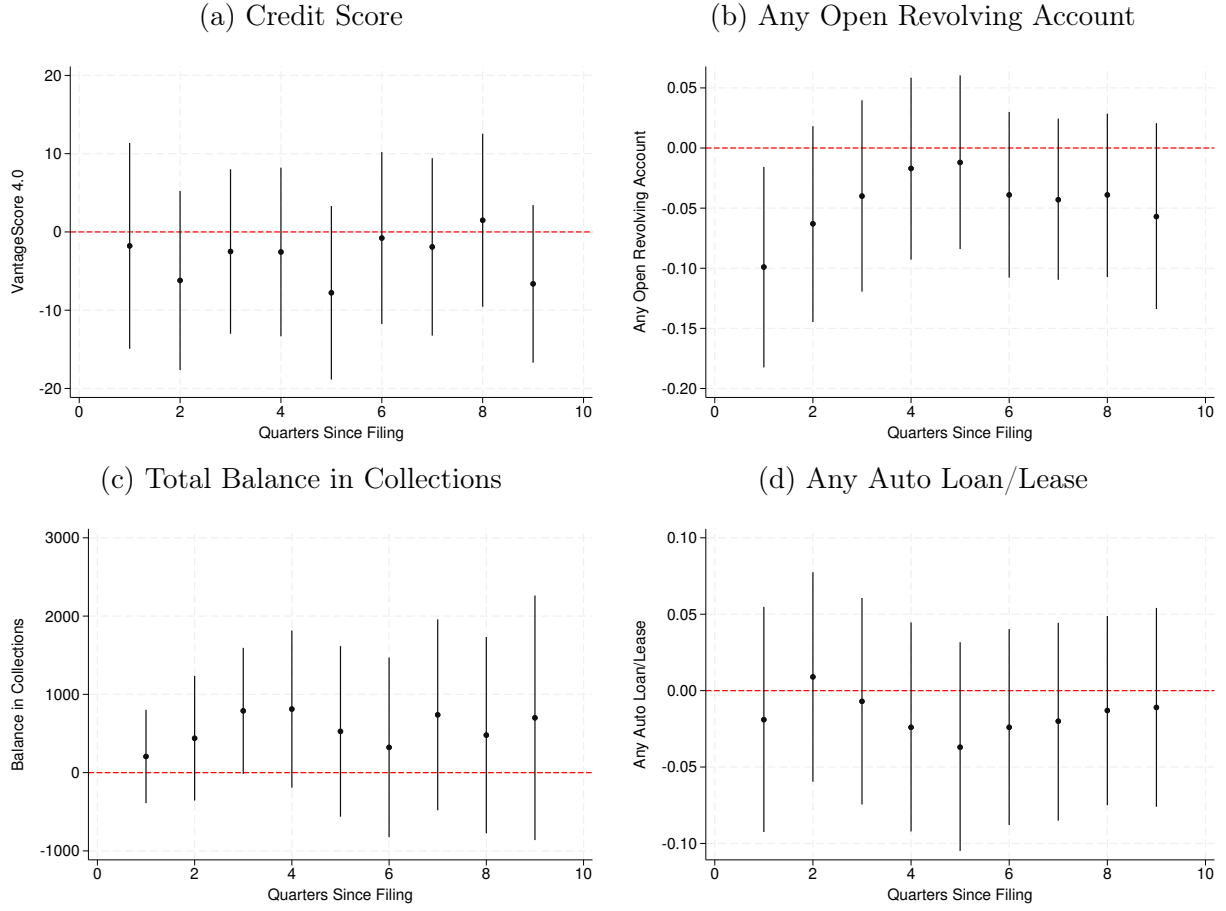 (a) Credit Score
(b) Any Open Revolving Account
VantageScore 4.0
20
10
0
-10
-20
0 2 4 6 8 10
Quarters Since Filing
Any Open Revolving Account
0.05
0.00
-0.05
-0.10
-0.15
-0.20
0 2 4 6 8 10
Quarters Since Filing
(c) Total Balance in Collections
(d) Any Auto Loan/Lease
Balance in Collections
3000
2000
1000
0
-1000
0 2 4 6 8 10
Quarters Since Filing
Any Auto Loan/Lease
0.10
0.05
0.00
-0.05
-0.10
0 2 4 6 8 10
Quarters Since Filing